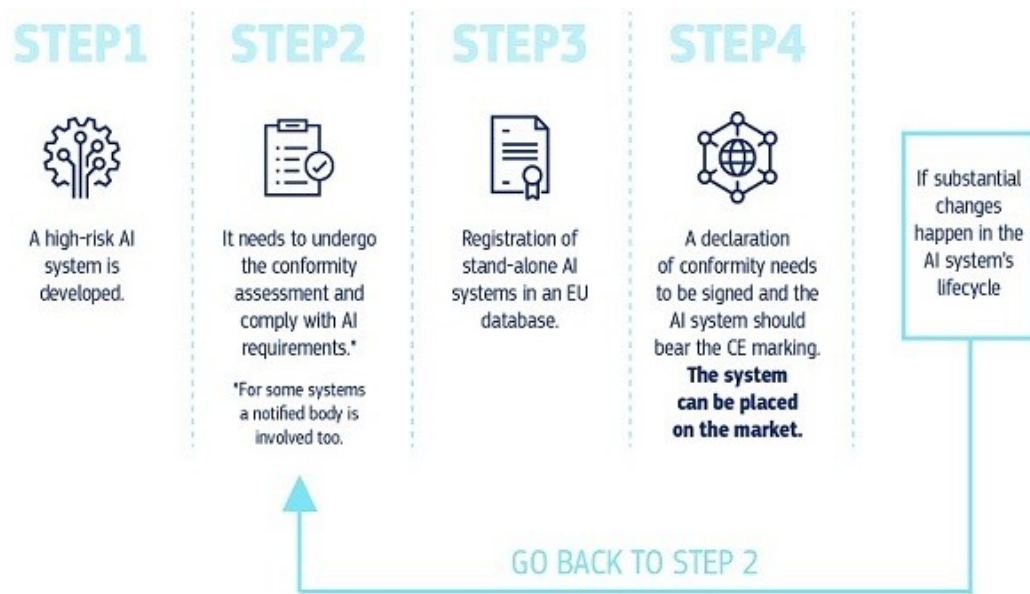 STEP1
A high-risk AI
system is
developed.
STEP2
It needs to undergo
the conformity
assessment and
comply with AI
requirements.*
*For some systems
a notified body is
involved too.
STEP3
Registration of
stand-alone AI
systems in an EU
database.
STEP4
A declaration
of conformity needs
to be signed and the
AI system should
bear the CE marking.
The system
can be placed
on the market.
If substantial
changes
happen in the
AI system's
lifecycle
GO BACK TO STEP 2